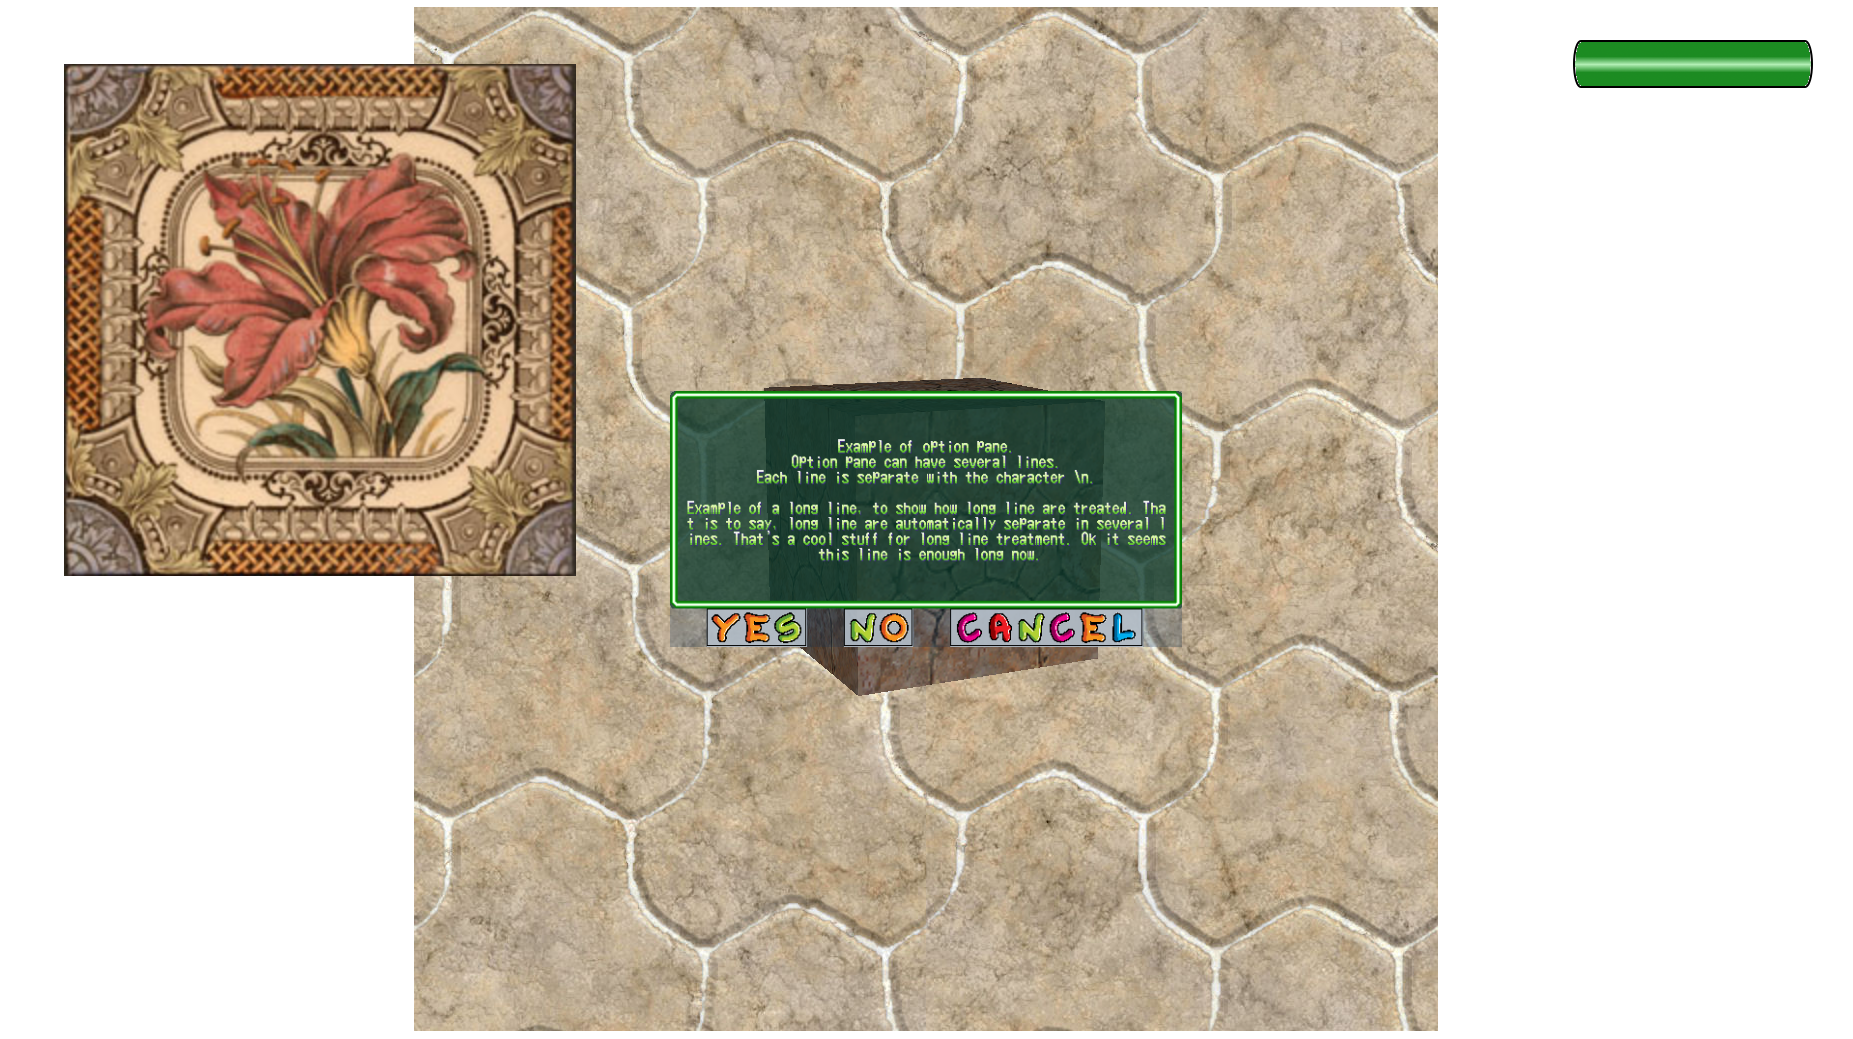 Example of option pane.
Option pane can have several lines.
Each line is separate with the character \n.
Example of a long line, to show how long line are treated. Tha
t is to say, long line are automatically separate in several l
ines. That's a cool stuff for long line treatment. Ok it seems
this line is enough long now.
YES NO CANCEL